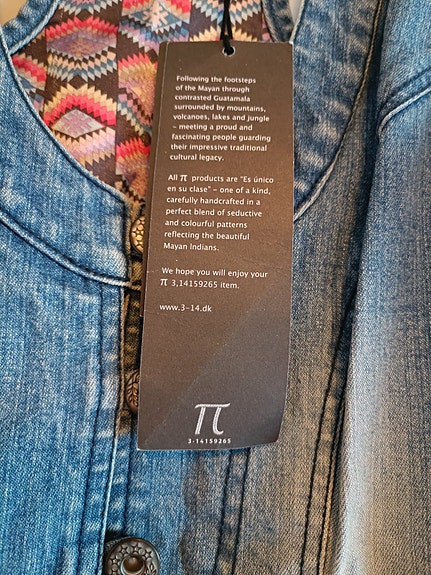 Following the footsteps
of the Mayan through
contrasted Guatamala
surrounded by mountains,
volcanoes, lakes and jungle
– meeting a proud and
fascinating people guarding
their impressive traditional
cultural legacy.
All π products are "Es único
en su clase" – one of a kind,
carefully handcrafted in a
perfect blend of seductive
and colourful patterns
reflecting the beautiful
Mayan Indians.
We hope you will enjoy your
π 3,14159265 item.
www.3-14.dk
π
3·14159265